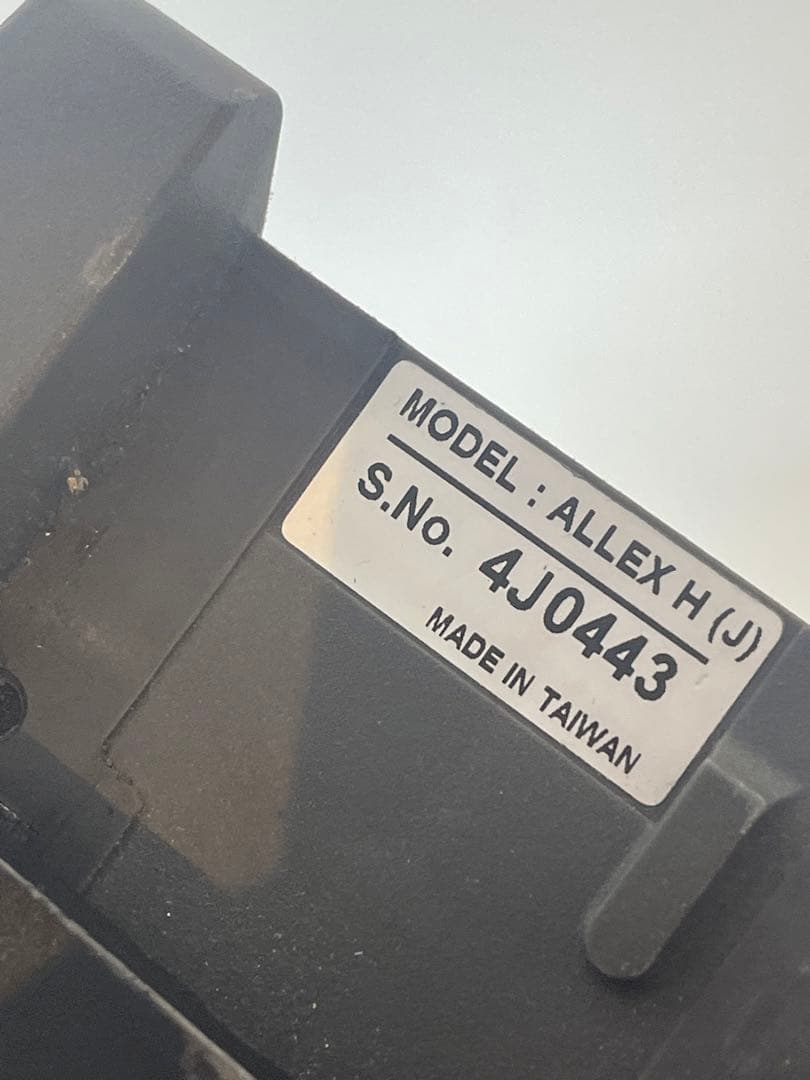 MODEL : ALLEX H (J)
S.No. 4J0443
MADE IN TAIWAN